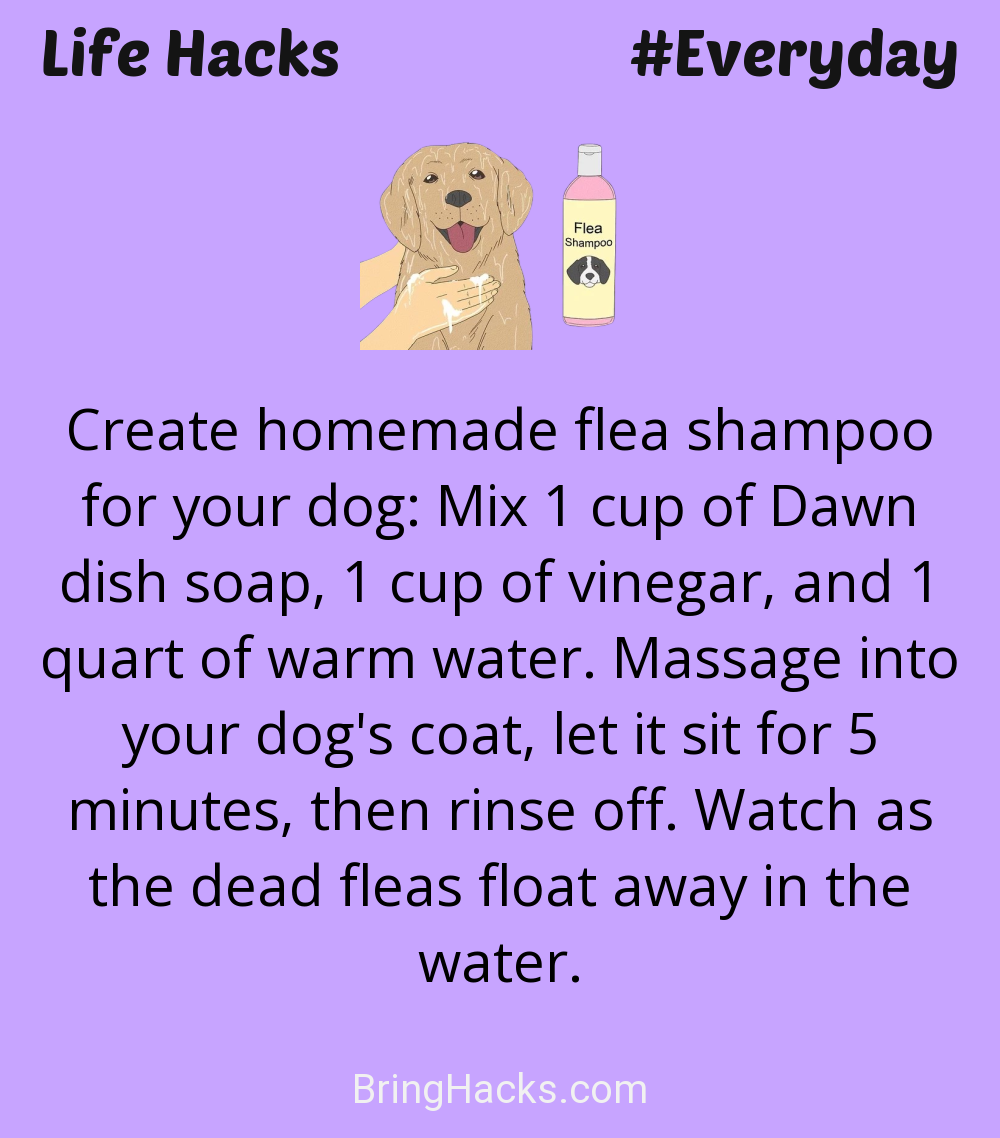 Life Hacks
#Everyday
Flea
Shampoo
Create homemade flea shampoo
for your dog: Mix 1 cup of Dawn
dish soap, 1 cup of vinegar, and 1
quart of warm water. Massage into
your dog's coat, let it sit for 5
minutes, then rinse off. Watch as
the dead fleas float away in the
water.
BringHacks.com